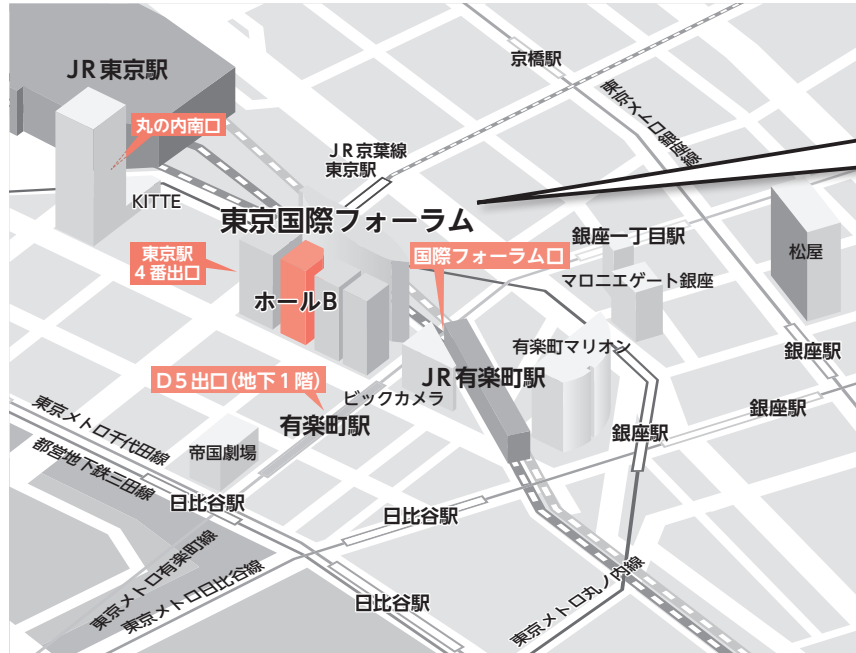 JR東京駅
京橋駅
東京メトロ銀座線
丸の内南口
JR京葉線
東京駅
KITTE
東京国際フォーラム
銀座一丁目駅
松屋
東京駅
4番出口
国際フォーラム口
マロニエゲート銀座
ホールB
有楽町マリオン
銀座駅
D5出口(地下1階)
JR有楽町駅
ビックカメラ
銀座駅
有楽町駅
銀座駅
東京メトロ千代田線
都営地下鉄三田線
帝国劇場
日比谷駅
日比谷駅
東京メトロ有楽町線
東京メトロ日比谷線
日比谷駅
東京メトロ丸ノ内線